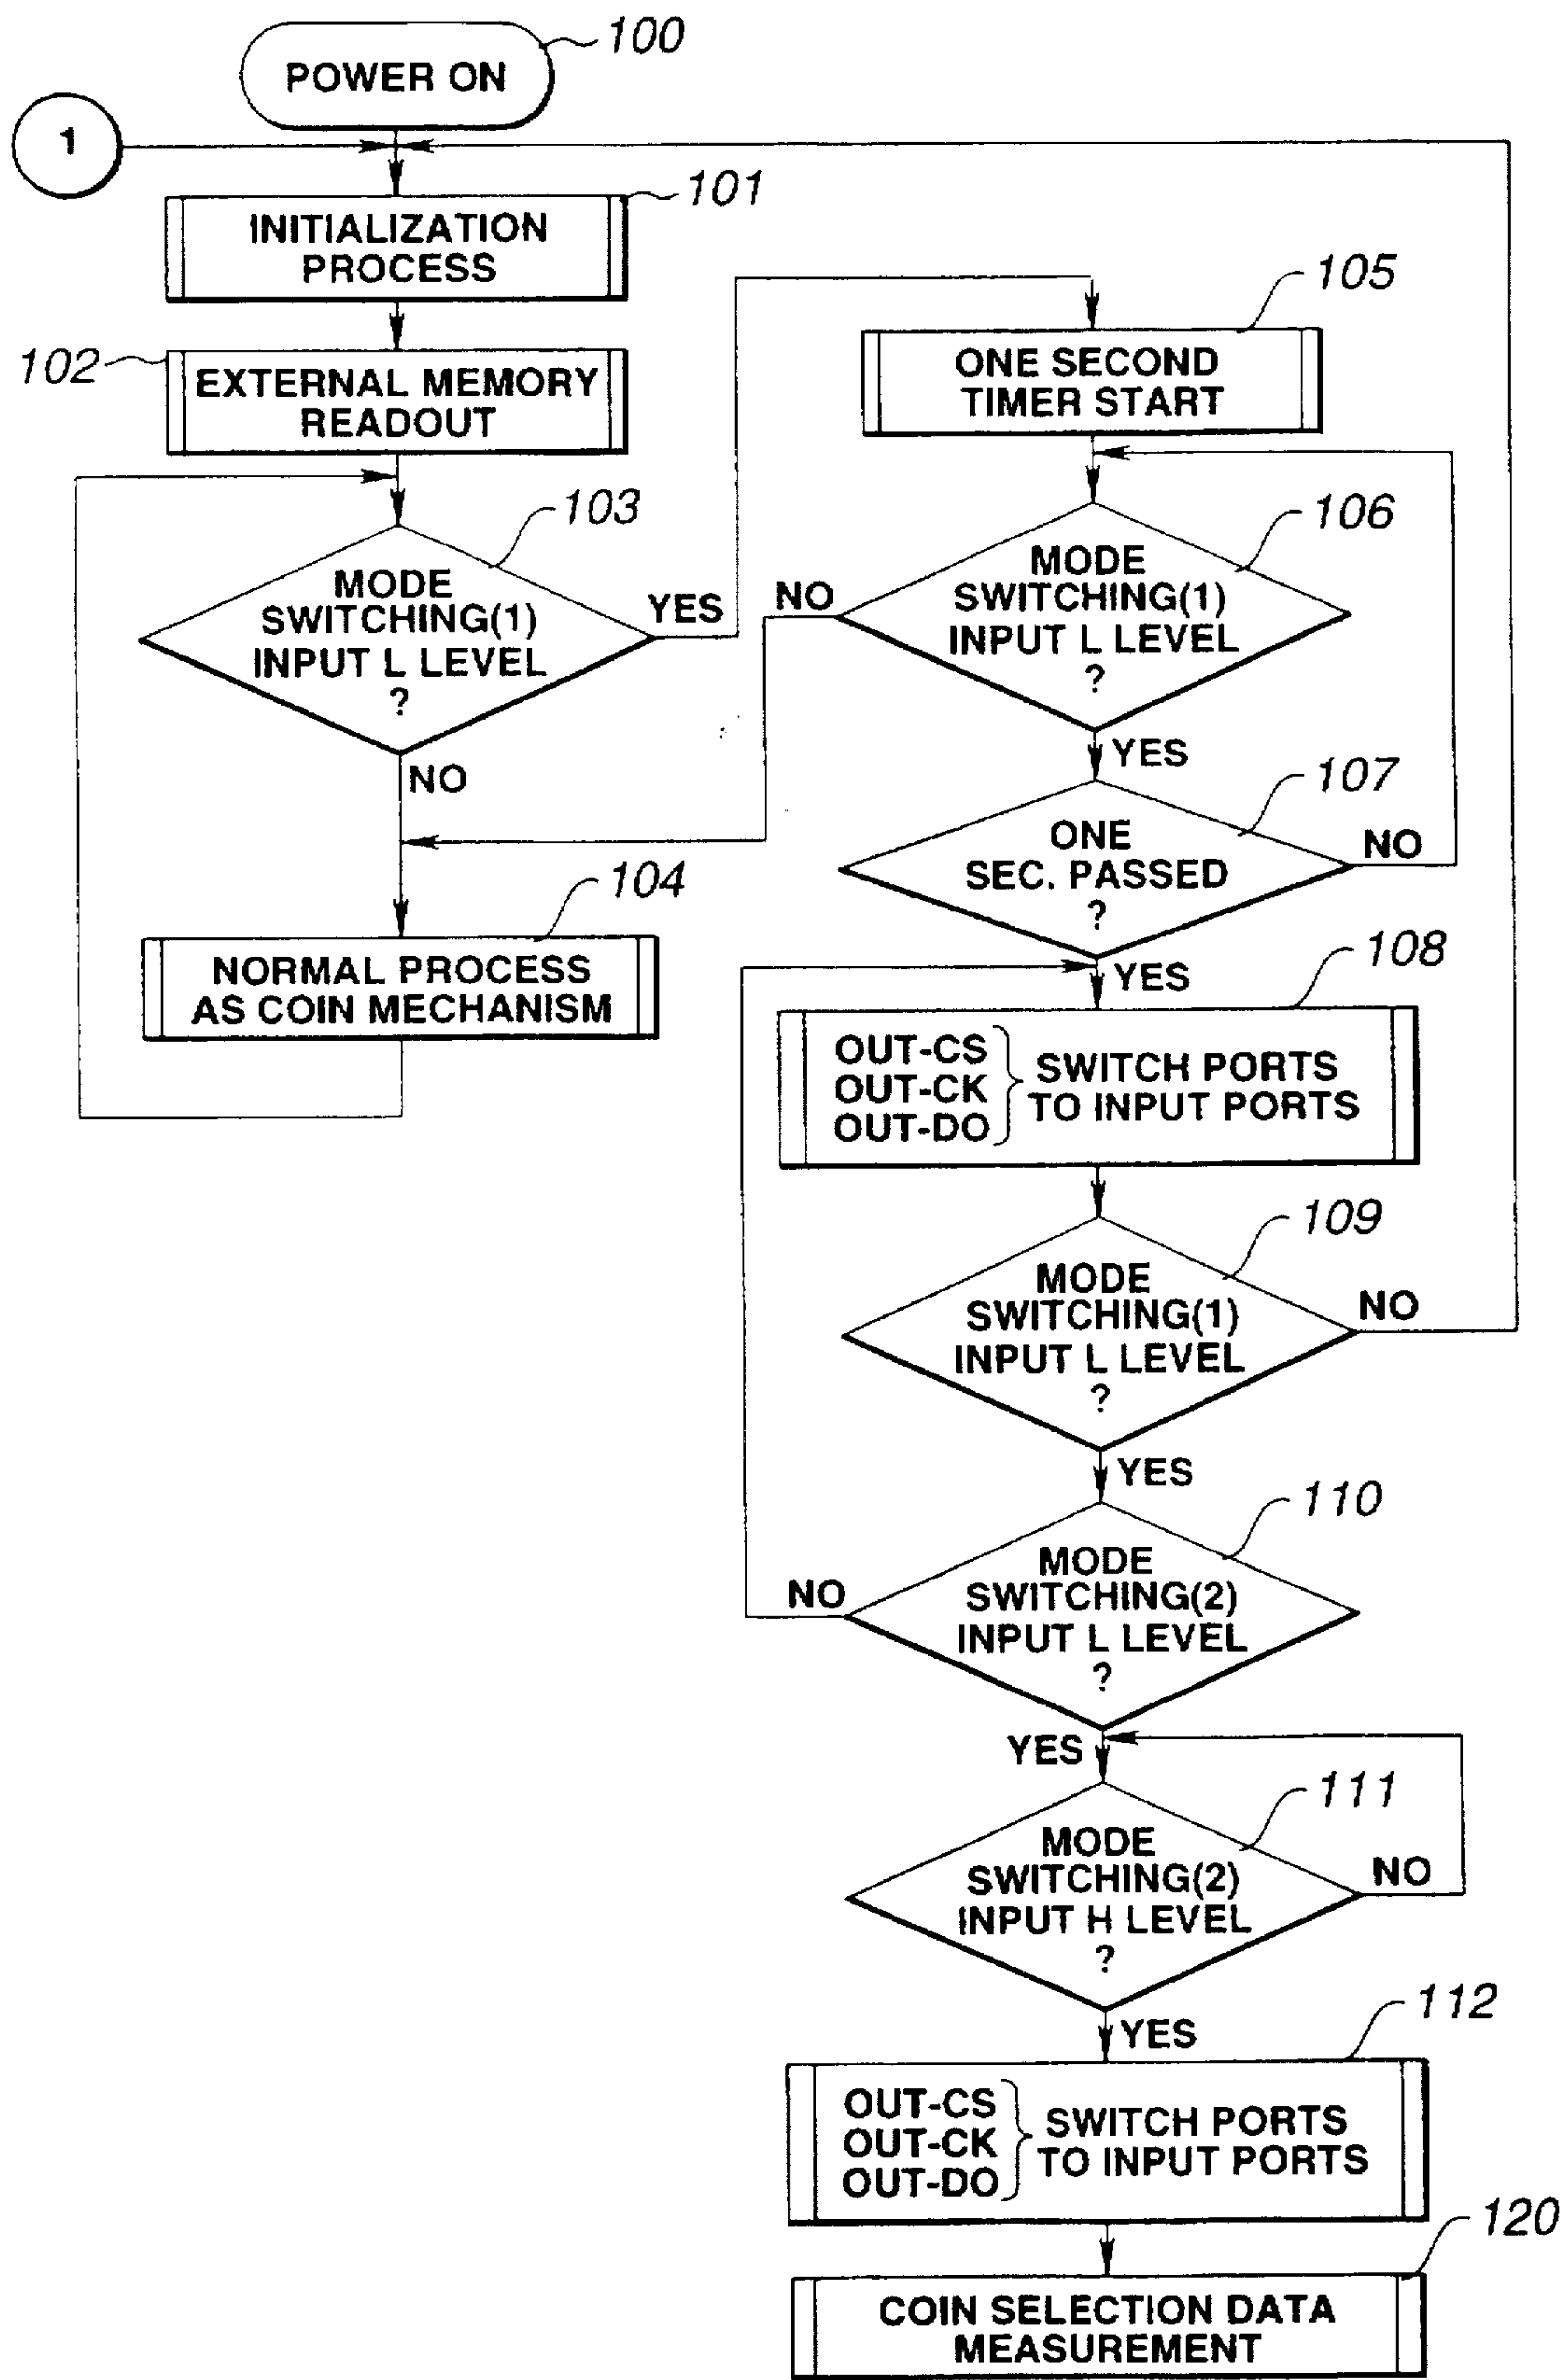 100
POWER ON
1
101
INITIALIZATION
PROCESS
102
EXTERNAL MEMORY
READOUT
103
MODE
SWITCHING(1)
INPUT L LEVEL
?
YES
NO
104
NORMAL PROCESS
AS COIN MECHANISM
105
ONE SECOND
TIMER START
106
MODE
SWITCHING(1)
INPUT L LEVEL
?
NO
YES
107
ONE
SEC. PASSED
?
NO
YES
108
OUT-CS
OUT-CK
OUT-DO
SWITCH PORTS
TO INPUT PORTS
109
MODE
SWITCHING(1)
INPUT L LEVEL
?
NO
YES
110
MODE
SWITCHING(2)
INPUT L LEVEL
?
NO
YES
111
MODE
SWITCHING(2)
INPUT H LEVEL
?
NO
YES
112
OUT-CS
OUT-CK
OUT-DO
SWITCH PORTS
TO INPUT PORTS
120
COIN SELECTION DATA
MEASUREMENT